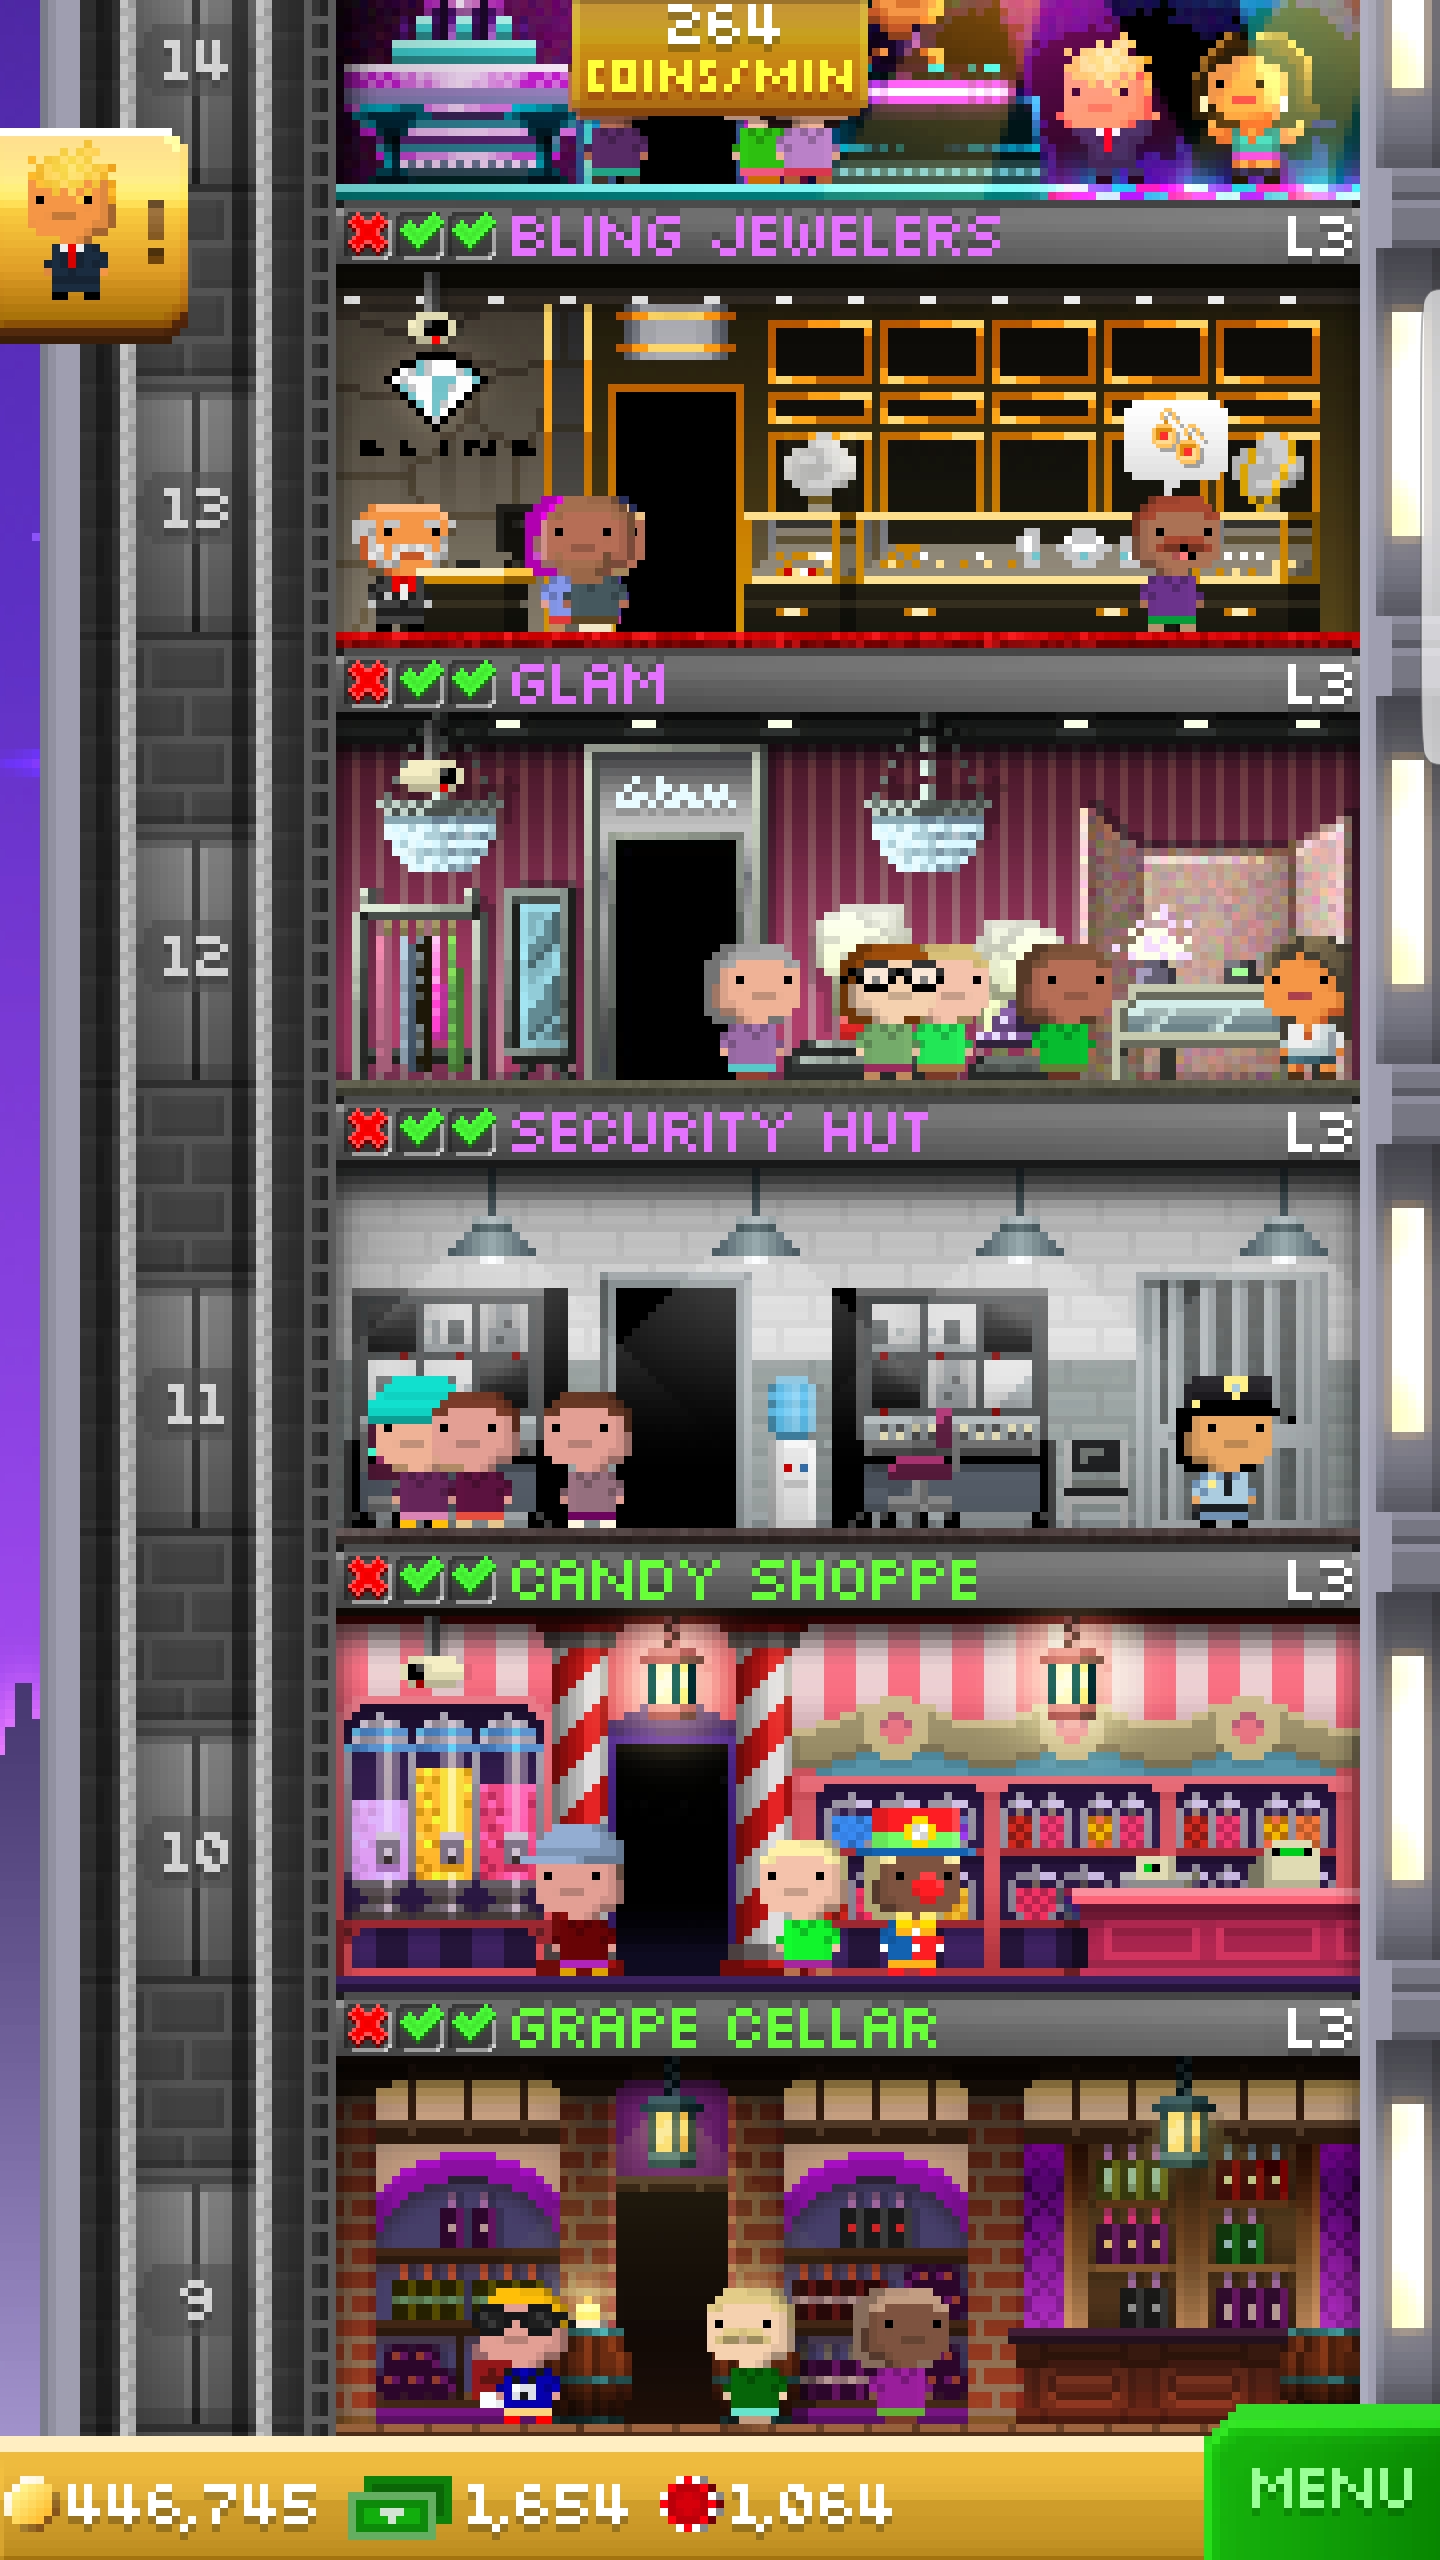 264
COINS/MIN
14
!
BLING JEWELERS L3
BLING
13
GLAM L3
Glam
12
SECURITY HUT L3
11
CANDY SHOPPE L3
10
GRAPE CELLAR L3
9
446,745 1,654 1,064
MENU